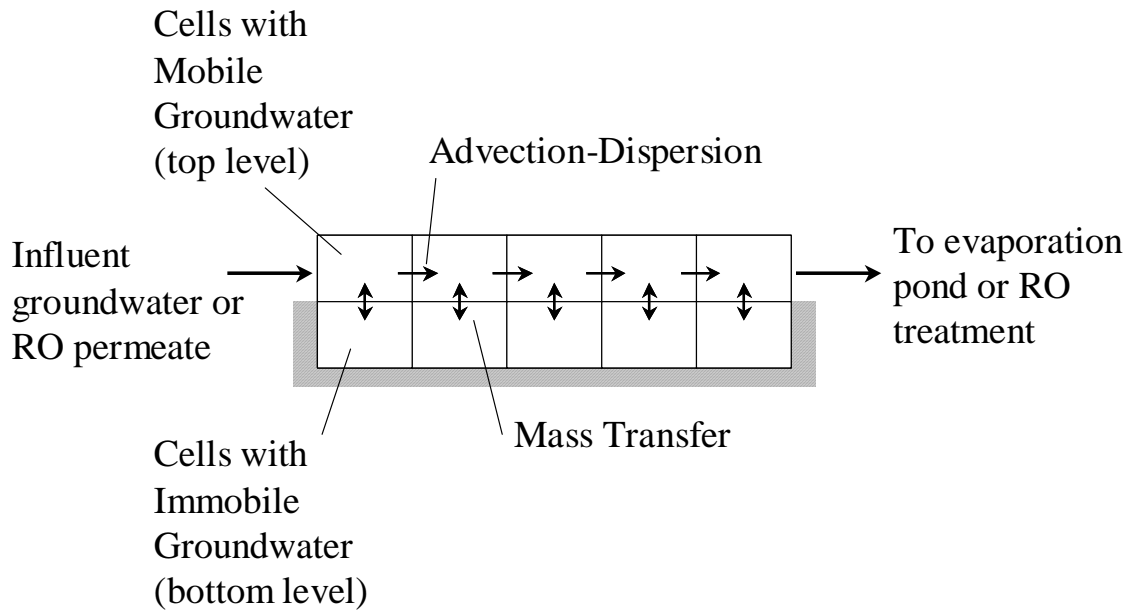 Cells with
Mobile
Groundwater
(top level)
Advection-Dispersion
Influent
groundwater or
RO permeate
To evaporation
pond or RO
treatment
Mass Transfer
Cells with
Immobile
Groundwater
(bottom level)